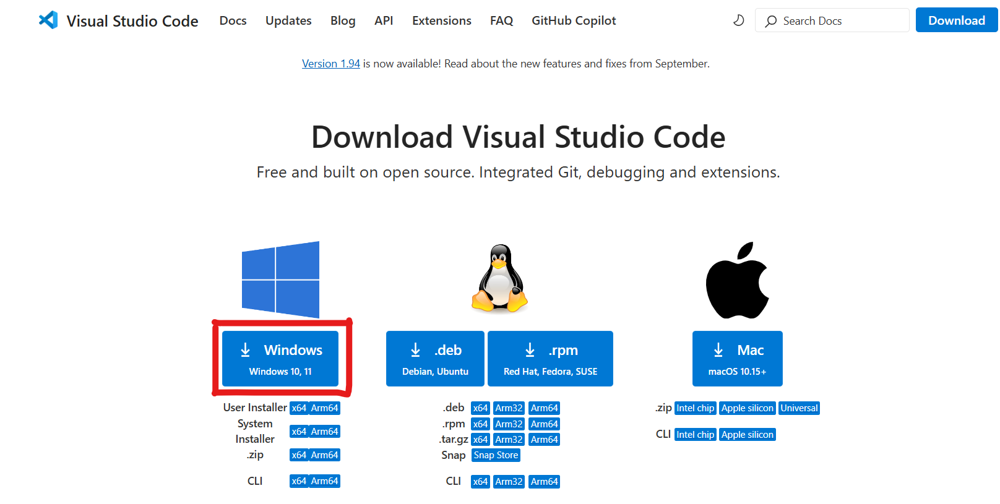 Visual Studio Code Docs Updates Blog API Extensions FAQ GitHub Copilot Search Docs Download
Version 1.94 is now available! Read about the new features and fixes from September.
Download Visual Studio Code
Free and built on open source. Integrated Git, debugging and extensions.
Windows
Windows 10, 11
User Installer x64 Arm64
System Installer x64 Arm64
.zip x64 Arm64
CLI x64 Arm64
.deb
Debian, Ubuntu
.rpm
Red Hat, Fedora, SUSE
.deb x64 Arm32 Arm64
.rpm x64 Arm32 Arm64
.tar.gz x64 Arm32 Arm64
Snap Snap Store
CLI x64 Arm32 Arm64
Mac
macOS 10.15+
.zip Intel chip Apple silicon Universal
CLI Intel chip Apple silicon